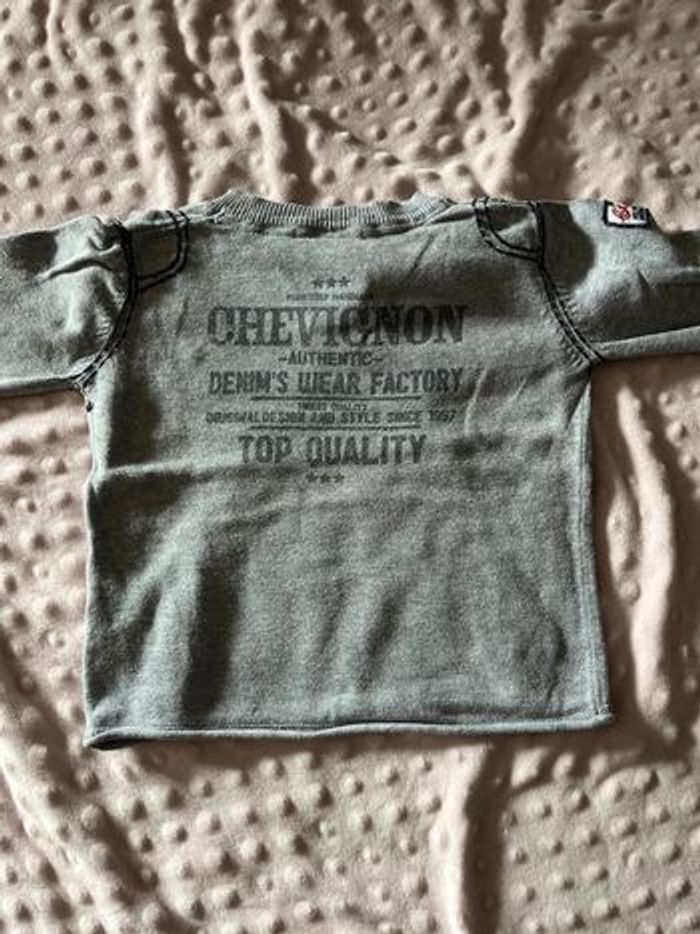 CHEVIGNON
-AUTHENTIC-
DENIM'S WEAR FACTORY
ORIGINAL DESIGN AND STYLE SINCE 1957
TOP QUALITY